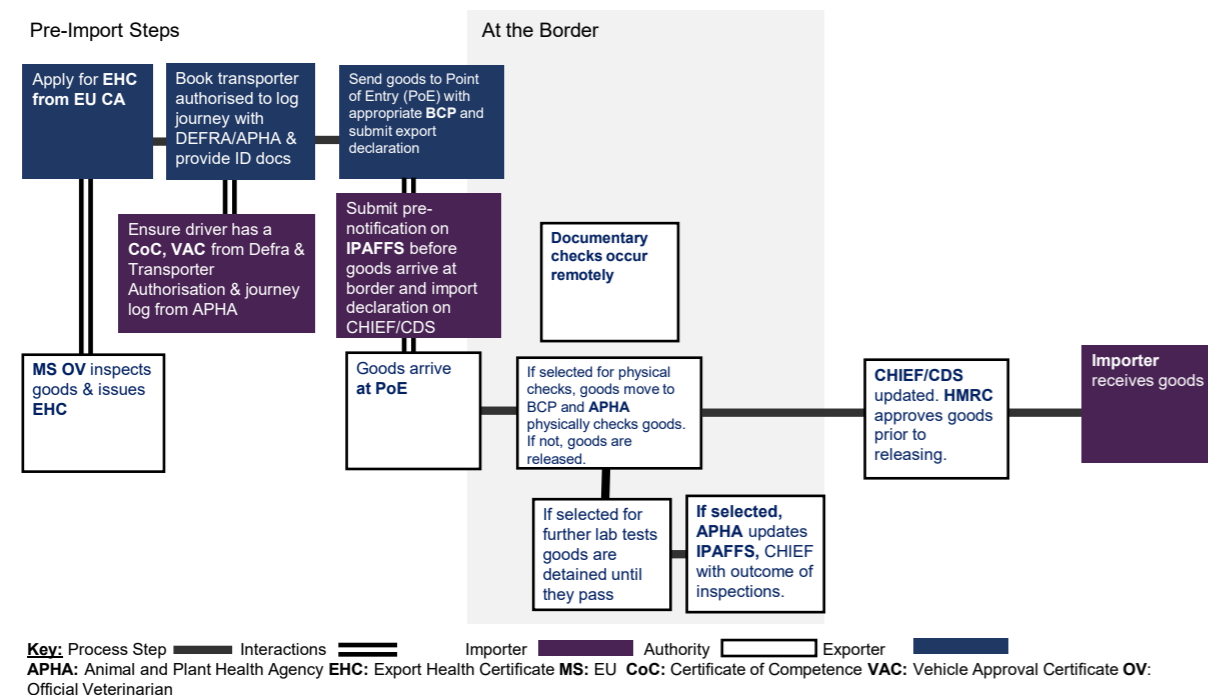 Pre-Import Steps
At the Border
Apply for EHC
from EU CA
Book transporter
authorised to log
journey with
DEFRA/APHA &
provide ID docs
Send goods to Point
of Entry (PoE) with
appropriate BCP and
submit export
declaration
Ensure driver has a
CoC, VAC from Defra &
Transporter
Authorisation & journey
log from APHA
Submit pre-
notification on
IPAFFS before
goods arrive at
border and import
declaration on
CHIEF/CDS
Documentary
checks occur
remotely
MS OV inspects
goods & issues
EHC
Goods arrive
at PoE
If selected for physical
checks, goods move to
BCP and APHA
physically checks goods.
If not, goods are
released.
CHIEF/CDS
updated. HMRC
approves goods
prior to
releasing.
Importer
receives goods
If selected for
further lab tests
goods are
detained until
they pass
If selected,
APHA updates
IPAFFS, CHIEF
with outcome of
inspections.
Key: Process Step Interactions Importer Authority Exporter
APHA: Animal and Plant Health Agency EHC: Export Health Certificate MS: EU CoC: Certificate of Competence VAC: Vehicle Approval Certificate OV:
Official Veterinarian